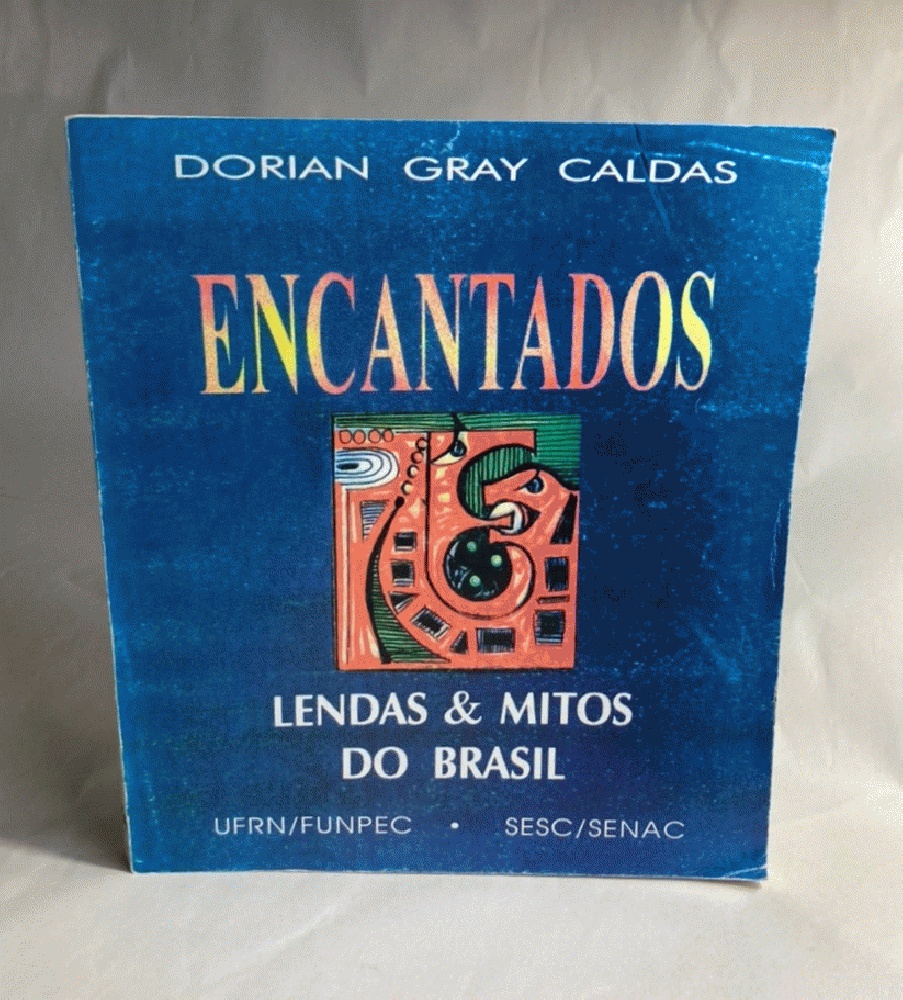 DORIAN GRAY CALDAS
ENCANTADOS
LENDAS & MITOS
DO BRASIL
UFRN/FUNPEC • SESC/SENAC